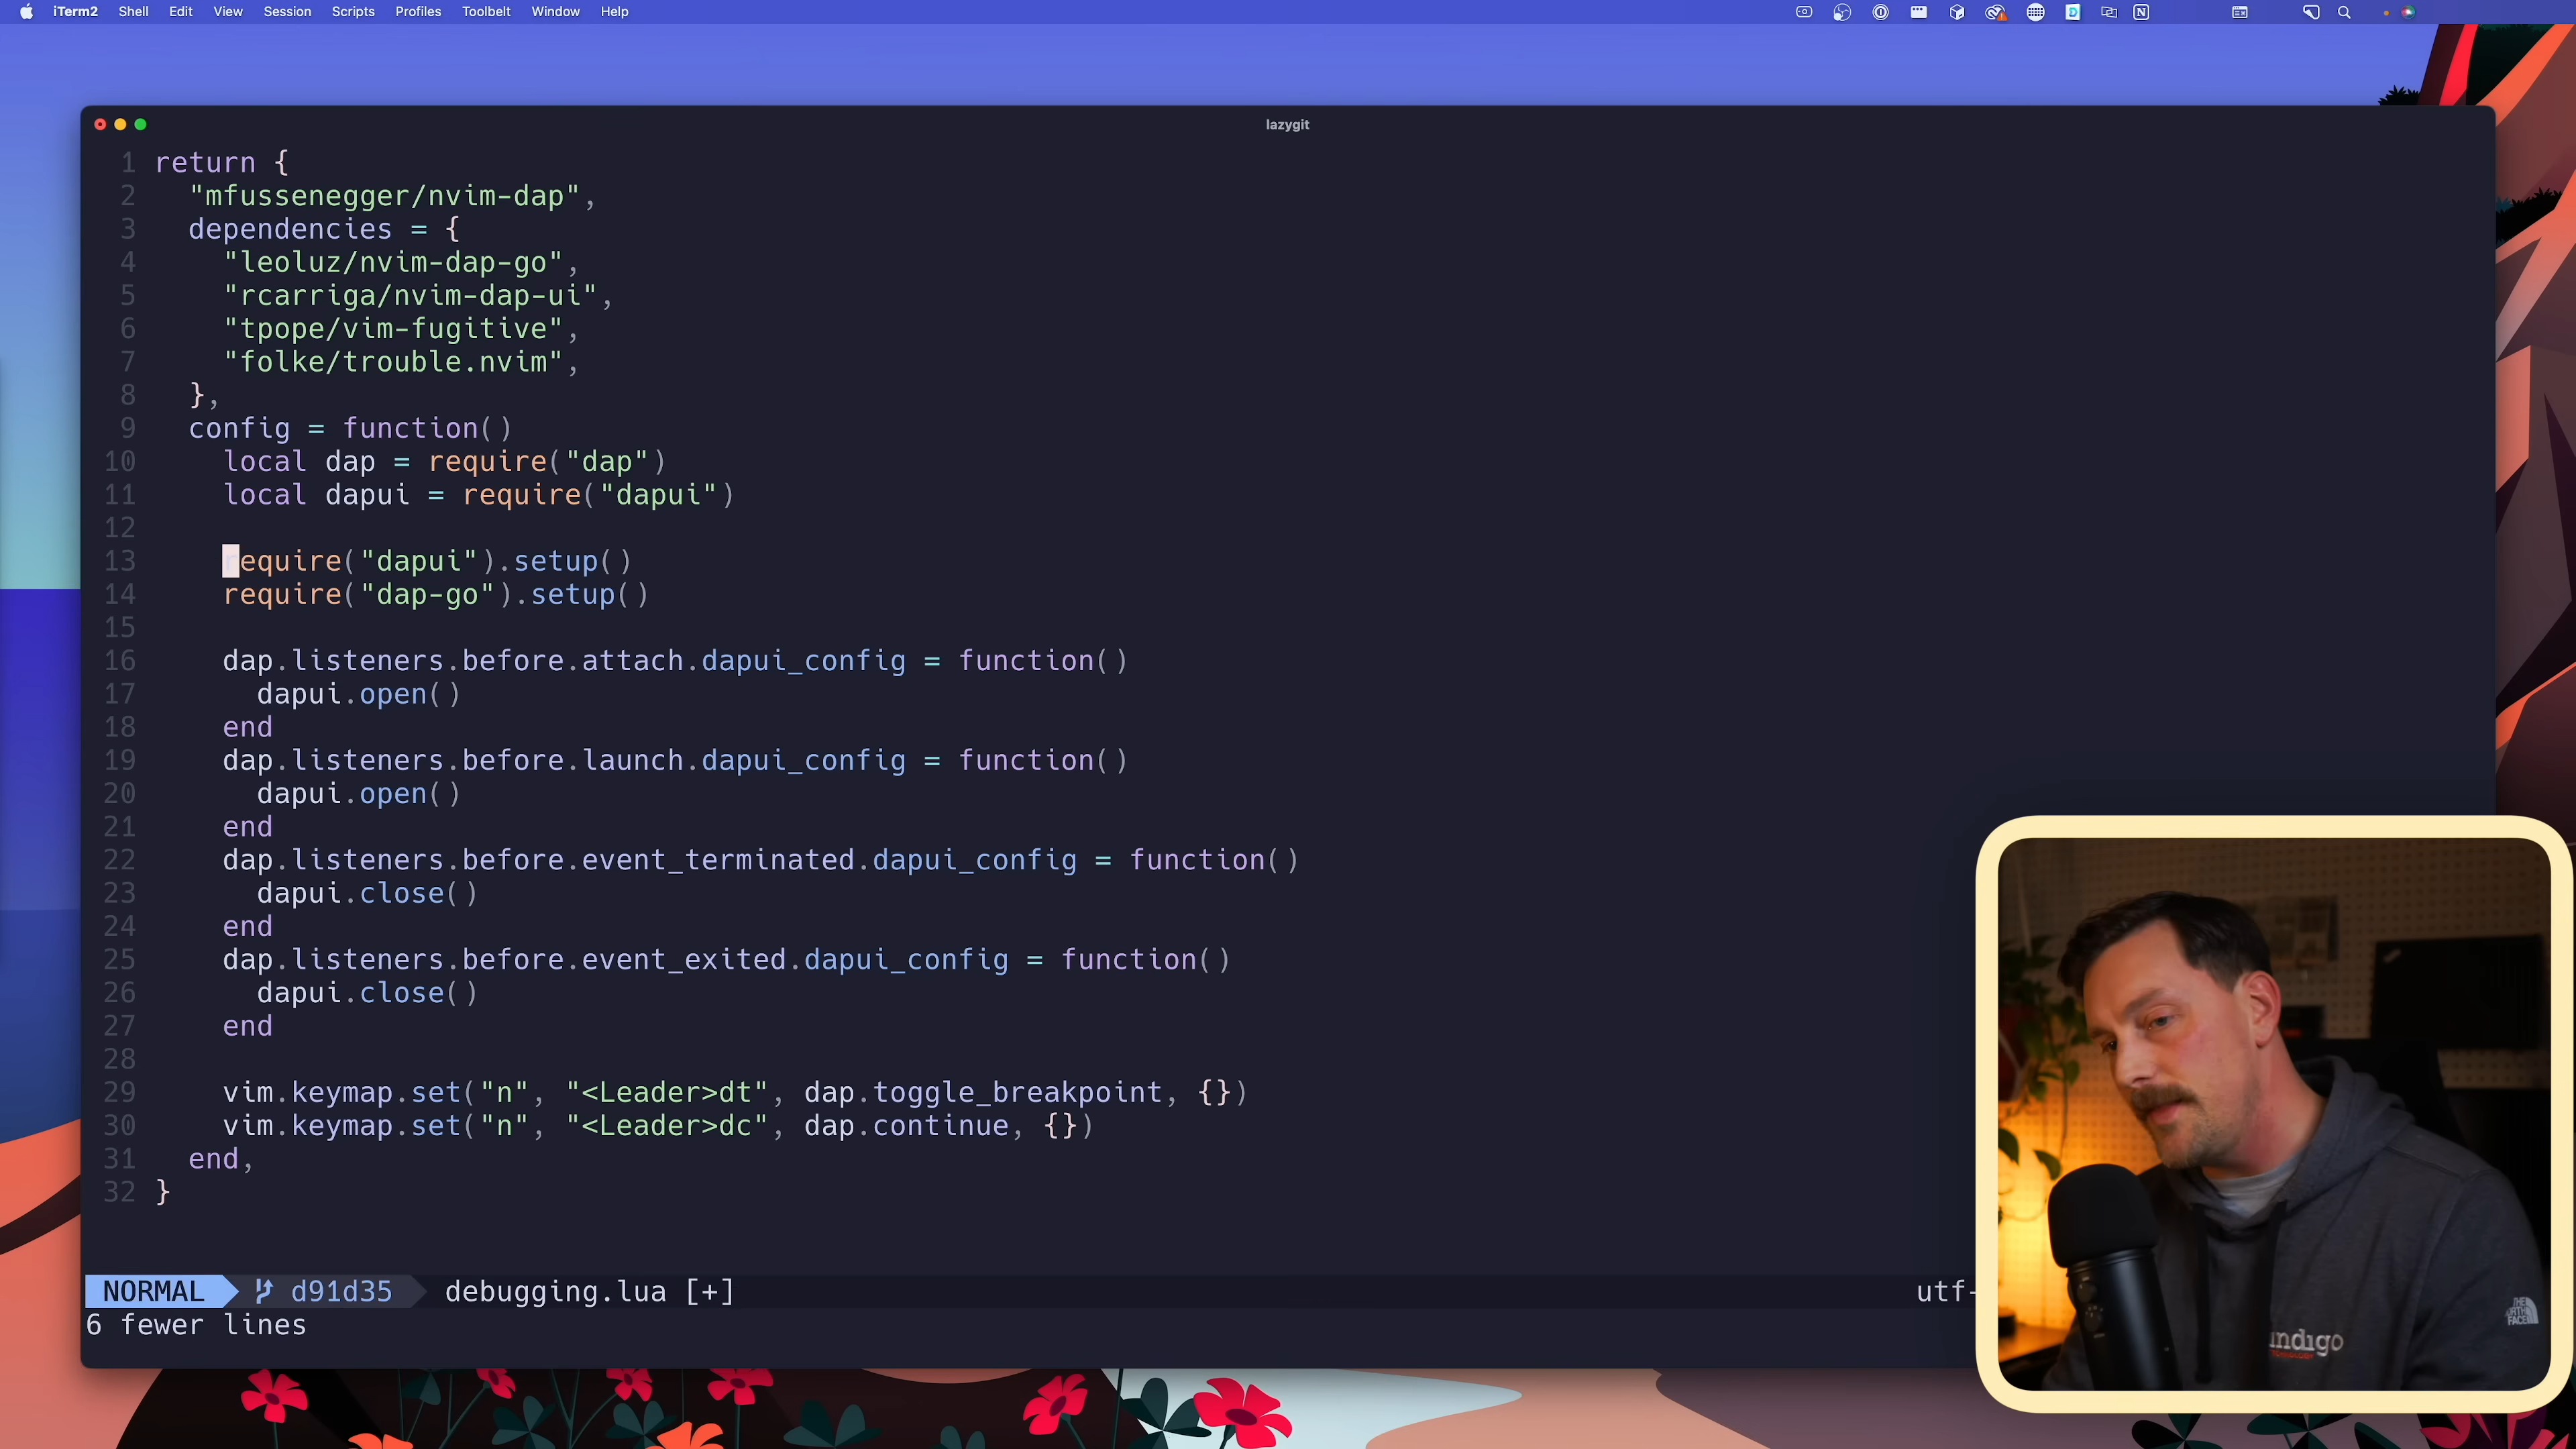 iTerm2 Shell Edit View Session Scripts Profiles Toolbelt Window Help
lazygit
1 return {
2   "mfussenegger/nvim-dap",
3   dependencies = {
4     "leoluz/nvim-dap-go",
5     "rcarriga/nvim-dap-ui",
6     "tpope/vim-fugitive",
7     "folke/trouble.nvim",
8   },
9   config = function()
10     local dap = require("dap")
11     local dapui = require("dapui")
12
13     require("dapui").setup()
14     require("dap-go").setup()
15
16     dap.listeners.before.attach.dapui_config = function()
17       dapui.open()
18     end
19     dap.listeners.before.launch.dapui_config = function()
20       dapui.open()
21     end
22     dap.listeners.before.event_terminated.dapui_config = function()
23       dapui.close()
24     end
25     dap.listeners.before.event_exited.dapui_config = function()
26       dapui.close()
27     end
28
29     vim.keymap.set("n", "<Leader>dt", dap.toggle_breakpoint, {})
30     vim.keymap.set("n", "<Leader>dc", dap.continue, {})
31   end,
32 }
NORMAL d91d35 debugging.lua [+] utf-
6 fewer lines
THE NORTH FACE
indigo